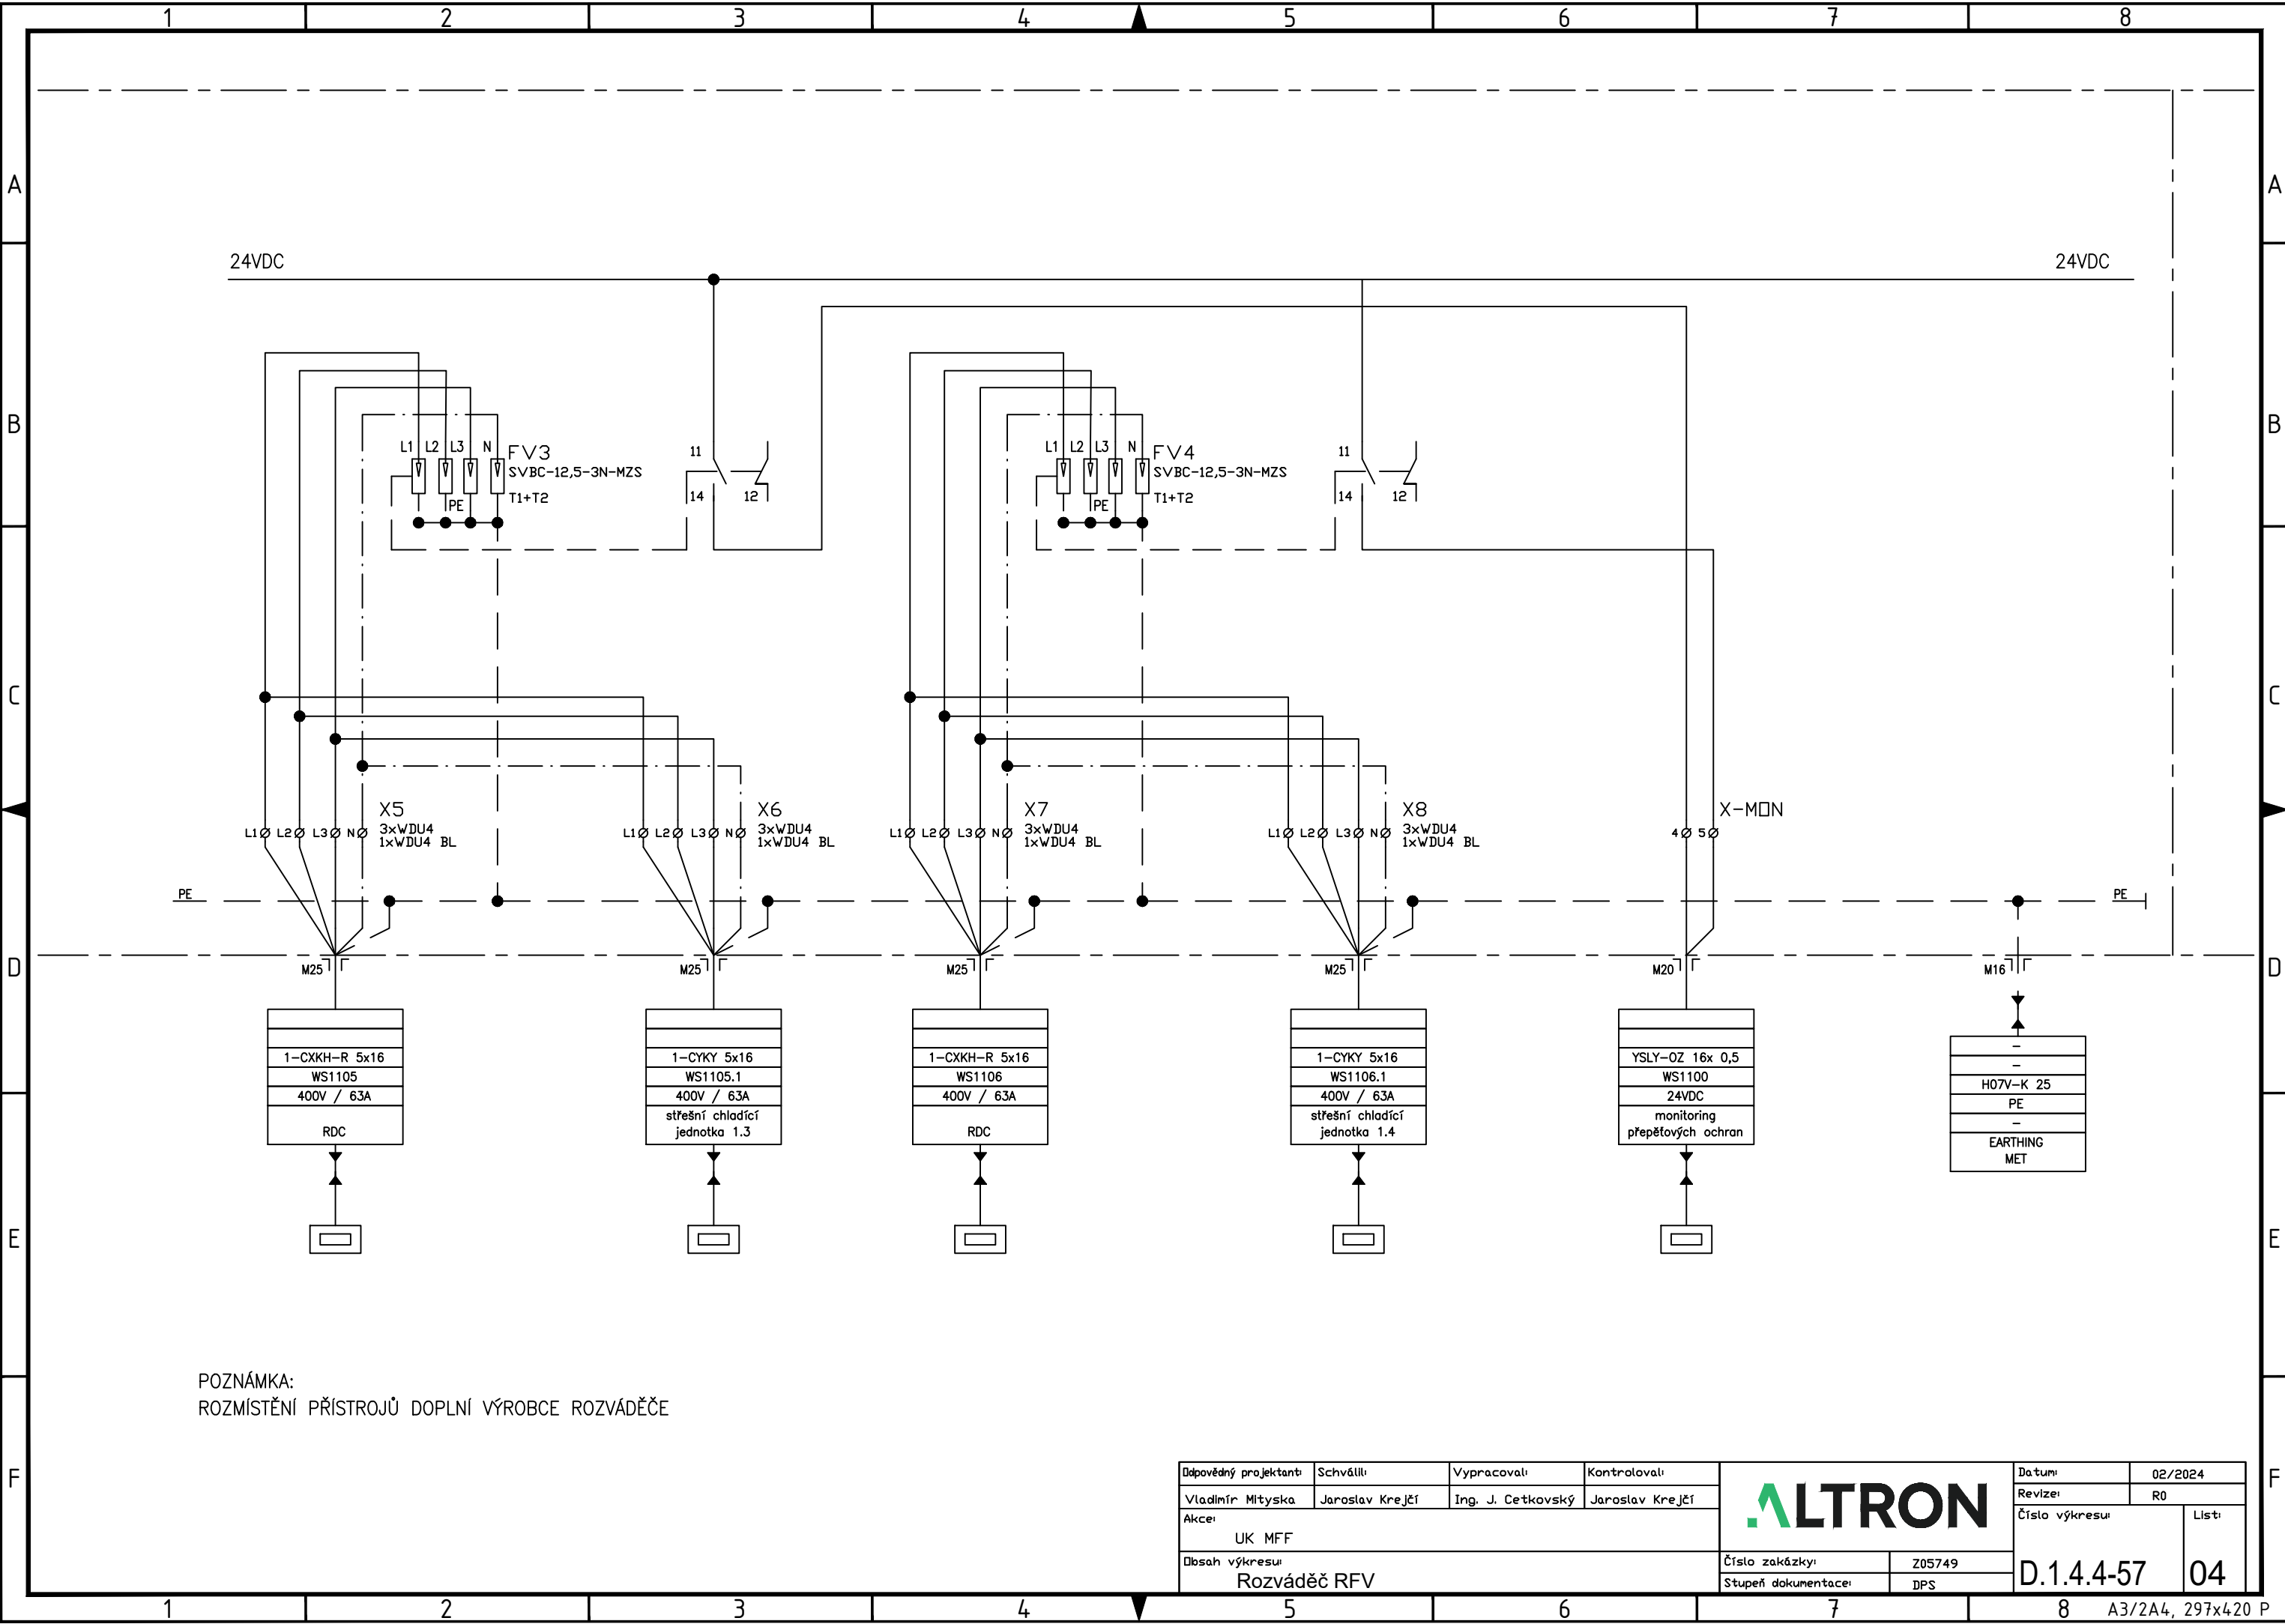 1 2 3 4 5 6 7 8
A A
24VDC 24VDC
B B
L1 L2 L3 N FV3
SVBC-12,5-3N-MZS
T1+T2
PE
11
14 12
L1 L2 L3 N FV4
SVBC-12,5-3N-MZS
T1+T2
PE
11
14 12
C C
X5
3xWDU4
1xWDU4 BL
L1 L2 L3 N
X6
3xWDU4
1xWDU4 BL
L1 L2 L3 N
X7
3xWDU4
1xWDU4 BL
L1 L2 L3 N
X8
3xWDU4
1xWDU4 BL
L1 L2 L3 N
X-MON
4 5
PE PE
D D
M25 M25 M25 M25 M20 M16
1-CXKH-R 5x16
WS1105
400V / 63A
RDC
1-CYKY 5x16
WS1105.1
400V / 63A
střešní chladící
jednotka 1.3
1-CXKH-R 5x16
WS1106
400V / 63A
RDC
1-CYKY 5x16
WS1106.1
400V / 63A
střešní chladící
jednotka 1.4
YSLY-OZ 16x 0,5
WS1100
24VDC
monitoring
přepěťových ochran
-
-
H07V-K 25
PE
-
EARTHING
MET
E E
POZNÁMKA:
ROZMÍSTĚNÍ PŘÍSTROJŮ DOPLNÍ VÝROBCE ROZVÁDĚČE
F F
Odpovědný projektant: Schválil: Vypracoval: Kontroloval:
Vladimír Mityska Jaroslav Krejčí Ing. J. Cetkovský Jaroslav Krejčí
Akce:
UK MFF
Obsah výkresu:
Rozváděč RFV
ALTRON
Číslo zakázky: Z05749
Stupeň dokumentace: DPS
Datum: 02/2024
Revize: R0
Číslo výkresu: List:
D.1.4.4-57 04
1 2 3 4 5 6 7 8 A3/2A4, 297x420 P